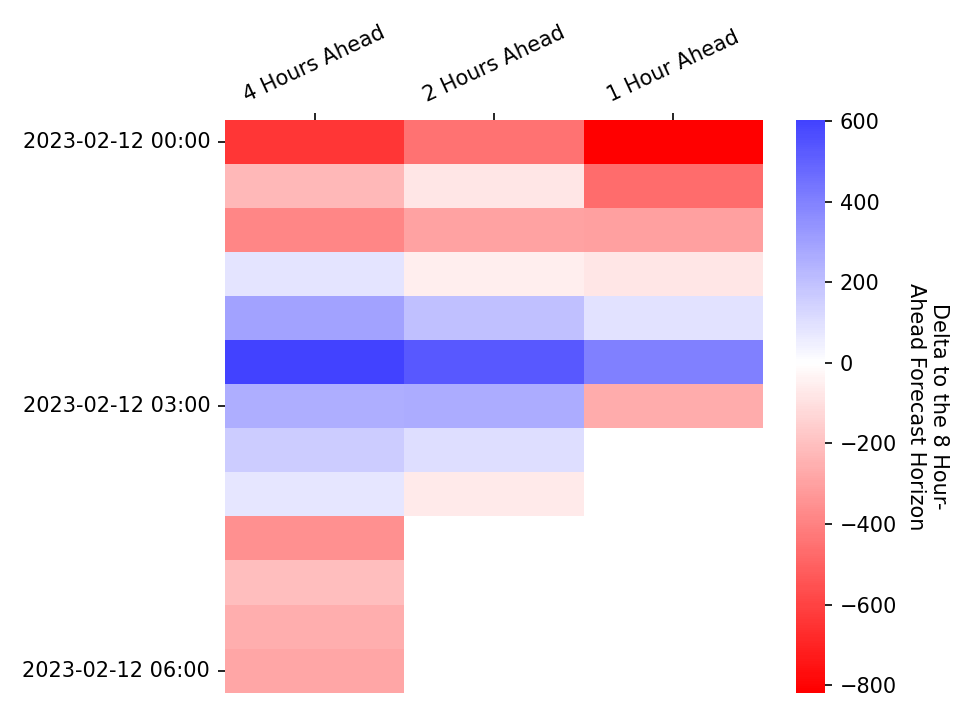 4 Hours Ahead
2 Hours Ahead
1 Hour Ahead
2023-02-12 00:00
2023-02-12 03:00
2023-02-12 06:00
600
400
200
0
−200
−400
−600
−800
Delta to the 8 Hour-
Ahead Forecast Horizon